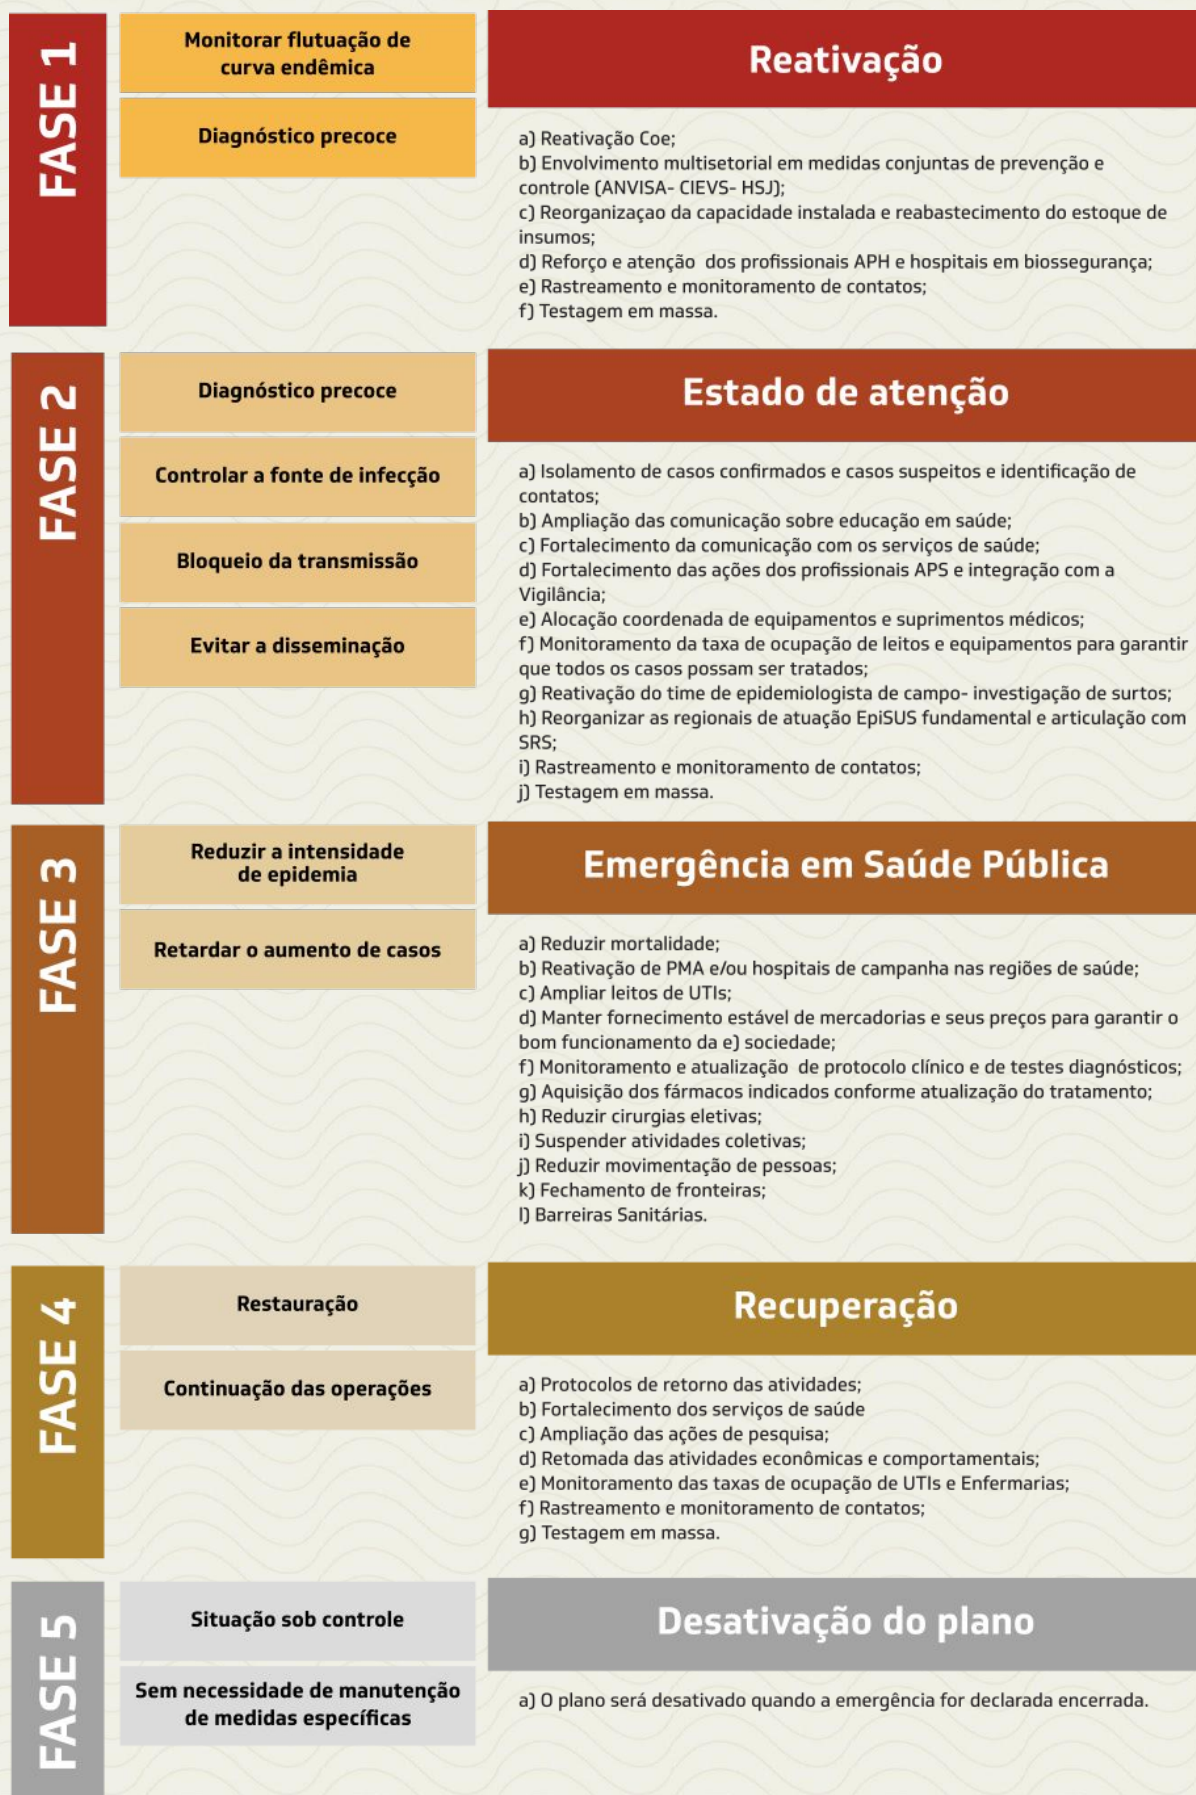 FASE 1
Monitorar flutuação de
curva endêmica
Diagnóstico precoce
Reativação
a) Reativação Coe;
b) Envolvimento multisetorial em medidas conjuntas de prevenção e
controle (ANVISA- CIEVS- HSJ);
c) Reorganizaçao da capacidade instalada e reabastecimento do estoque de
insumos;
d) Reforço e atenção dos profissionais APH e hospitais em biossegurança;
e) Rastreamento e monitoramento de contatos;
f) Testagem em massa.
FASE 2
Diagnóstico precoce
Controlar a fonte de infecção
Bloqueio da transmissão
Evitar a disseminação
Estado de atenção
a) Isolamento de casos confirmados e casos suspeitos e identificação de
contatos;
b) Ampliação das comunicação sobre educação em saúde;
c) Fortalecimento da comunicação com os serviços de saúde;
d) Fortalecimento das ações dos profissionais APS e integração com a
Vigilância;
e) Alocação coordenada de equipamentos e suprimentos médicos;
f) Monitoramento da taxa de ocupação de leitos e equipamentos para garantir
que todos os casos possam ser tratados;
g) Reativação do time de epidemiologista de campo- investigação de surtos;
h) Reorganizar as regionais de atuação EpiSUS fundamental e articulação com
SRS;
i) Rastreamento e monitoramento de contatos;
j) Testagem em massa.
FASE 3
Reduzir a intensidade
de epidemia
Retardar o aumento de casos
Emergência em Saúde Pública
a) Reduzir mortalidade;
b) Reativação de PMA e/ou hospitais de campanha nas regiões de saúde;
c) Ampliar leitos de UTIs;
d) Manter fornecimento estável de mercadorias e seus preços para garantir o
bom funcionamento da e) sociedade;
f) Monitoramento e atualização de protocolo clínico e de testes diagnósticos;
g) Aquisição dos fármacos indicados conforme atualização do tratamento;
h) Reduzir cirurgias eletivas;
i) Suspender atividades coletivas;
j) Reduzir movimentação de pessoas;
k) Fechamento de fronteiras;
l) Barreiras Sanitárias.
FASE 4
Restauração
Continuação das operações
Recuperação
a) Protocolos de retorno das atividades;
b) Fortalecimento dos serviços de saúde
c) Ampliação das ações de pesquisa;
d) Retomada das atividades econômicas e comportamentais;
e) Monitoramento das taxas de ocupação de UTIs e Enfermarias;
f) Rastreamento e monitoramento de contatos;
g) Testagem em massa.
FASE 5
Situação sob controle
Sem necessidade de manutenção
de medidas específicas
Desativação do plano
a) O plano será desativado quando a emergência for declarada encerrada.